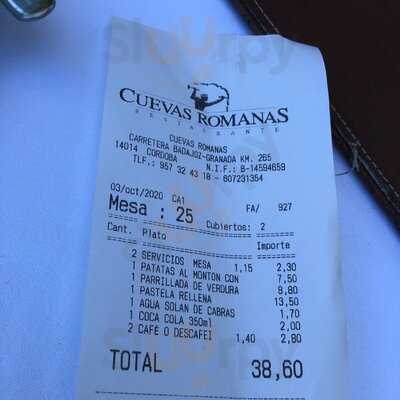 CUEVAS ROMANAS
RESTAURANTE
CUEVAS ROMANAS
CARRETERA BADAJOZ-GRANADA KM. 265
14014 CORDOBA N.I.F.: B-14594659
TLF.: 957 32 43 18 - 607231354
03/oct/2020 CA1
Mesa : 25 FA/ 927
Cubiertos: 2
Cant. Plato Importe
2 SERVICIOS MESA 1,15 2,30
1 PATATAS AL MONTON CON 7,50
1 PARRILLADA DE VERDURA 8,80
1 PASTELA RELLENA 13,50
1 AGUA SOLAN DE CABRAS 1,70
1 COCA COLA 350ml 2,00
2 CAFÉ O DESCAFEI 1,40 2,80
TOTAL 38,60
Sluurpy